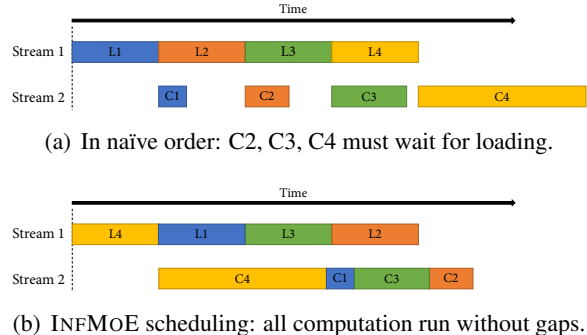 Time
Stream 1 L1 L2 L3 L4
Stream 2 C1 C2 C3 C4
(a) In naïve order: C2, C3, C4 must wait for loading.
Time
Stream 1 L4 L1 L3 L2
Stream 2 C4 C1 C3 C2
(b) INFMOE scheduling: all computation run without gaps.